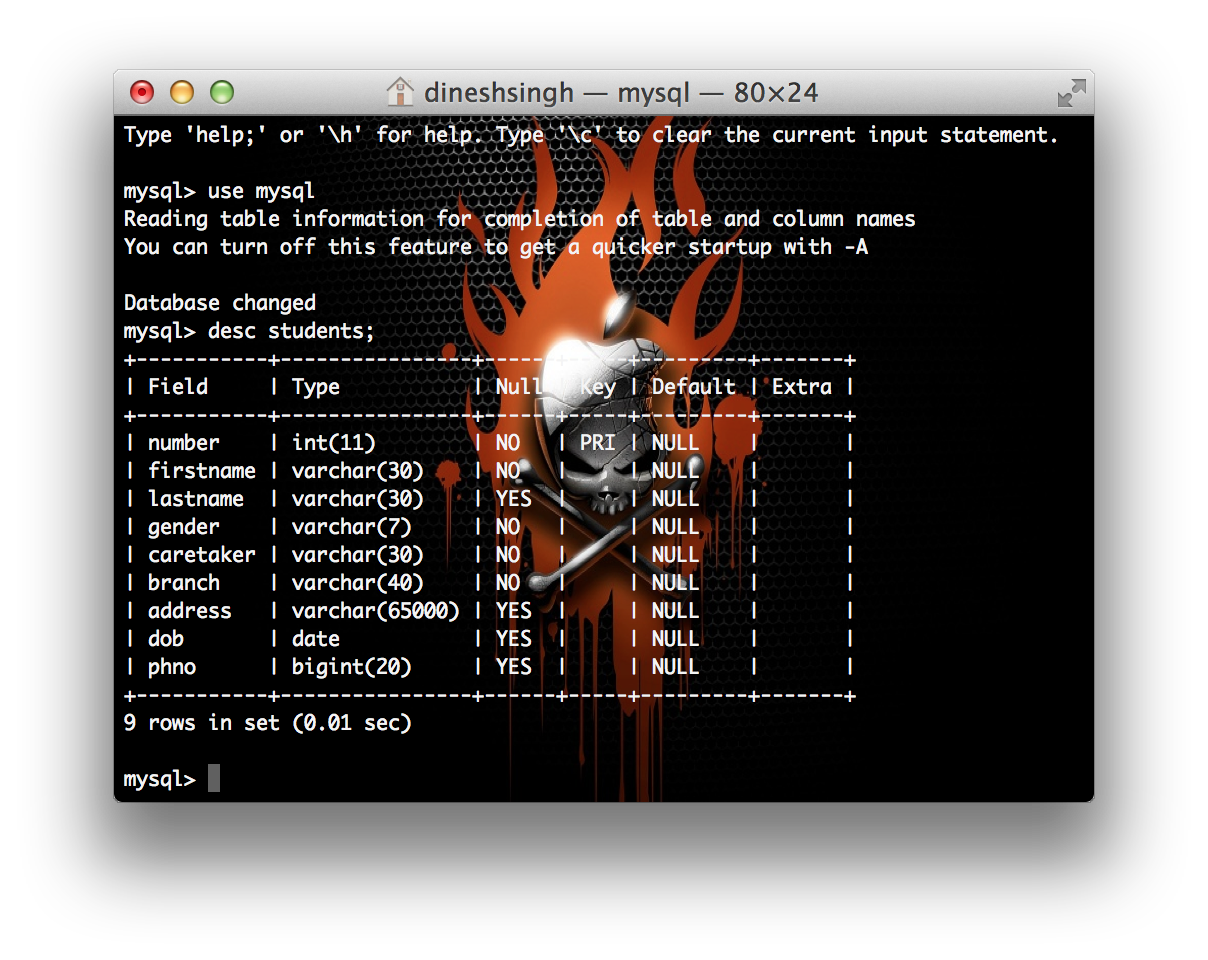 dineshsingh — mysql — 80×24
Type 'help;' or '\h' for help. Type '\c' to clear the current input statement.
mysql> use mysql
Reading table information for completion of table and column names
You can turn off this feature to get a quicker startup with -A
Database changed
mysql> desc students;
+-----------+----------------+------+-----+---------+-------+
| Field     | Type           | Null | Key | Default | Extra |
+-----------+----------------+------+-----+---------+-------+
| number    | int(11)        | NO   | PRI | NULL    |       |
| firstname | varchar(30)    | NO   |     | NULL    |       |
| lastname  | varchar(30)    | YES  |     | NULL    |       |
| gender    | varchar(7)     | NO   |     | NULL    |       |
| caretaker | varchar(30)    | NO   |     | NULL    |       |
| branch    | varchar(40)    | NO   |     | NULL    |       |
| address   | varchar(65000) | YES  |     | NULL    |       |
| dob       | date           | YES  |     | NULL    |       |
| phno      | bigint(20)     | YES  |     | NULL    |       |
+-----------+----------------+------+-----+---------+-------+
9 rows in set (0.01 sec)
mysql>